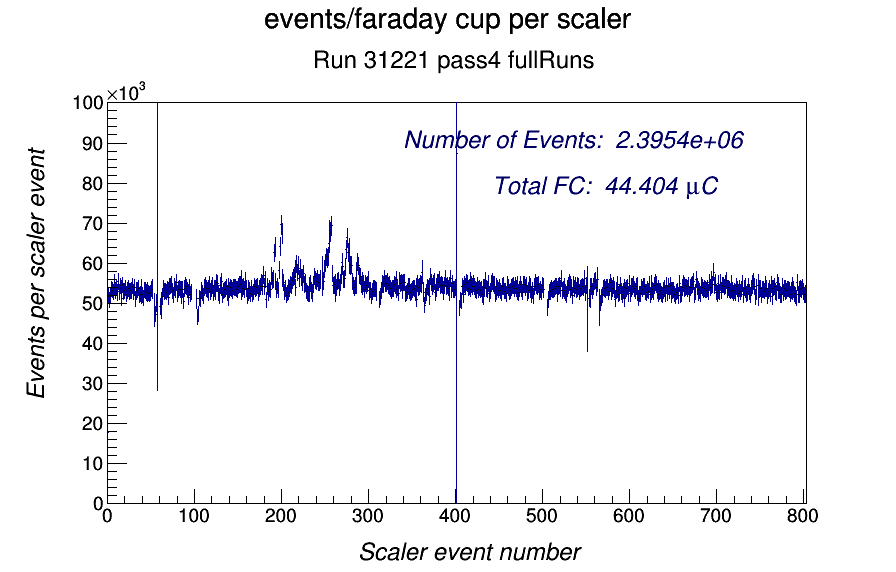 events/faraday cup per scaler
Run 31221 pass4 fullRuns
×10³
100
90
80
70
60
50
40
30
20
10
0
Events per scaler event
Number of Events: 2.3954e+06
Total FC: 44.404 μC
0 100 200 300 400 500 600 700 800
Scaler event number